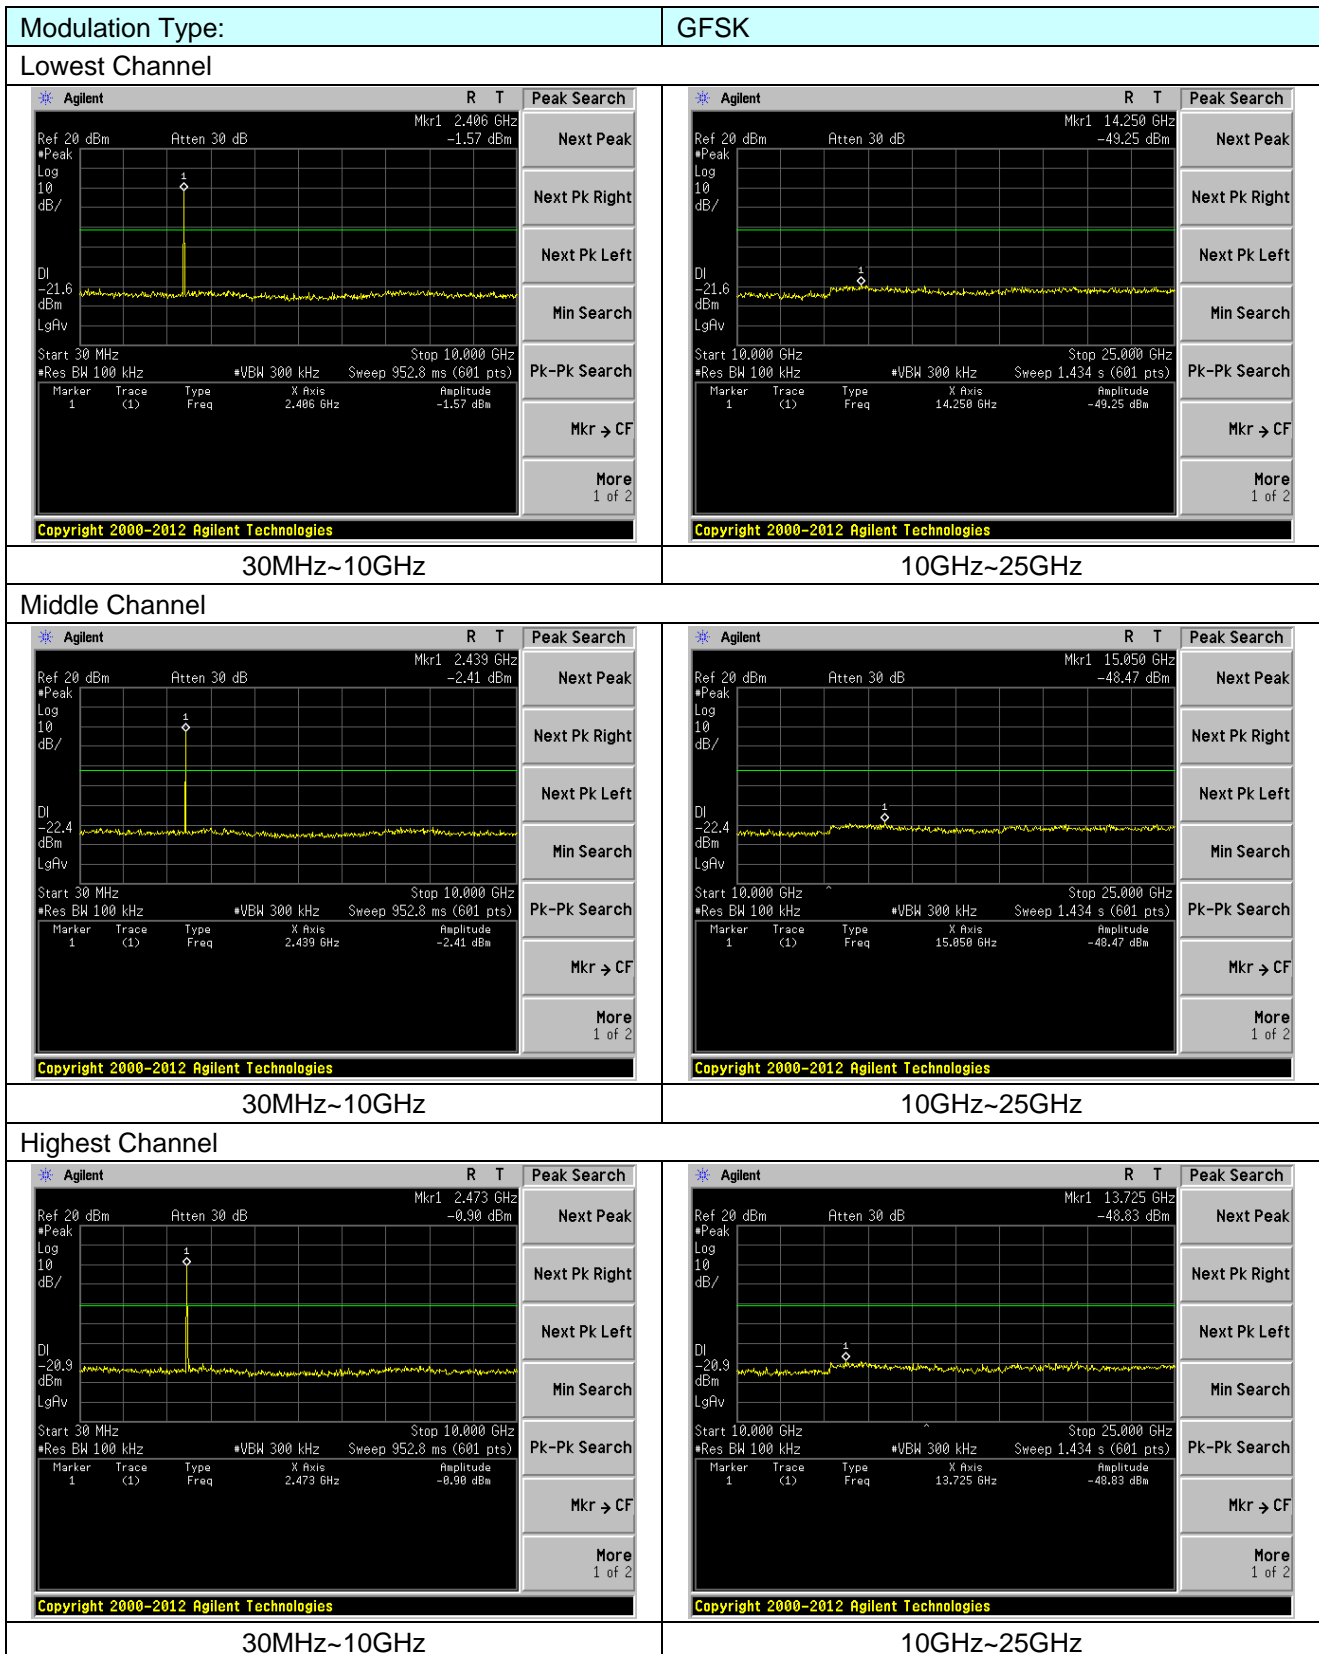 Modulation Type: GFSK
Lowest Channel
Agilent R T Peak Search
Mkr1 2.406 GHz
Ref 20 dBm Atten 30 dB -1.57 dBm
#Peak
Log
10
dB/
1
DI
-21.6
dBm
LgAv
Start 30 MHz Stop 10.000 GHz
#Res BW 100 kHz #VBW 300 kHz Sweep 952.8 ms (601 pts)
Marker Trace Type X Axis Amplitude
1 (1) Freq 2.406 GHz -1.57 dBm
Next Peak
Next Pk Right
Next Pk Left
Min Search
Pk-Pk Search
Mkr → CF
More
1 of 2
Copyright 2000-2012 Agilent Technologies
Agilent R T Peak Search
Mkr1 14.250 GHz
Ref 20 dBm Atten 30 dB -49.25 dBm
#Peak
Log
10
dB/
1
DI
-21.6
dBm
LgAv
Start 10.000 GHz Stop 25.000 GHz
#Res BW 100 kHz #VBW 300 kHz Sweep 1.434 s (601 pts)
Marker Trace Type X Axis Amplitude
1 (1) Freq 14.250 GHz -49.25 dBm
Next Peak
Next Pk Right
Next Pk Left
Min Search
Pk-Pk Search
Mkr → CF
More
1 of 2
Copyright 2000-2012 Agilent Technologies
30MHz~10GHz 10GHz~25GHz
Middle Channel
Agilent R T Peak Search
Mkr1 2.439 GHz
Ref 20 dBm Atten 30 dB -2.41 dBm
#Peak
Log
10
dB/
1
DI
-22.4
dBm
LgAv
Start 30 MHz Stop 10.000 GHz
#Res BW 100 kHz #VBW 300 kHz Sweep 952.8 ms (601 pts)
Marker Trace Type X Axis Amplitude
1 (1) Freq 2.439 GHz -2.41 dBm
Next Peak
Next Pk Right
Next Pk Left
Min Search
Pk-Pk Search
Mkr → CF
More
1 of 2
Copyright 2000-2012 Agilent Technologies
Agilent R T Peak Search
Mkr1 15.050 GHz
Ref 20 dBm Atten 30 dB -48.47 dBm
#Peak
Log
10
dB/
1
DI
-22.4
dBm
LgAv
Start 10.000 GHz Stop 25.000 GHz
#Res BW 100 kHz #VBW 300 kHz Sweep 1.434 s (601 pts)
Marker Trace Type X Axis Amplitude
1 (1) Freq 15.050 GHz -48.47 dBm
Next Peak
Next Pk Right
Next Pk Left
Min Search
Pk-Pk Search
Mkr → CF
More
1 of 2
Copyright 2000-2012 Agilent Technologies
30MHz~10GHz 10GHz~25GHz
Highest Channel
Agilent R T Peak Search
Mkr1 2.473 GHz
Ref 20 dBm Atten 30 dB -0.90 dBm
#Peak
Log
10
dB/
1
DI
-20.9
dBm
LgAv
Start 30 MHz Stop 10.000 GHz
#Res BW 100 kHz #VBW 300 kHz Sweep 952.8 ms (601 pts)
Marker Trace Type X Axis Amplitude
1 (1) Freq 2.473 GHz -0.90 dBm
Next Peak
Next Pk Right
Next Pk Left
Min Search
Pk-Pk Search
Mkr → CF
More
1 of 2
Copyright 2000-2012 Agilent Technologies
Agilent R T Peak Search
Mkr1 13.725 GHz
Ref 20 dBm Atten 30 dB -48.83 dBm
#Peak
Log
10
dB/
1
DI
-20.9
dBm
LgAv
Start 10.000 GHz Stop 25.000 GHz
#Res BW 100 kHz #VBW 300 kHz Sweep 1.434 s (601 pts)
Marker Trace Type X Axis Amplitude
1 (1) Freq 13.725 GHz -48.83 dBm
Next Peak
Next Pk Right
Next Pk Left
Min Search
Pk-Pk Search
Mkr → CF
More
1 of 2
Copyright 2000-2012 Agilent Technologies
30MHz~10GHz 10GHz~25GHz